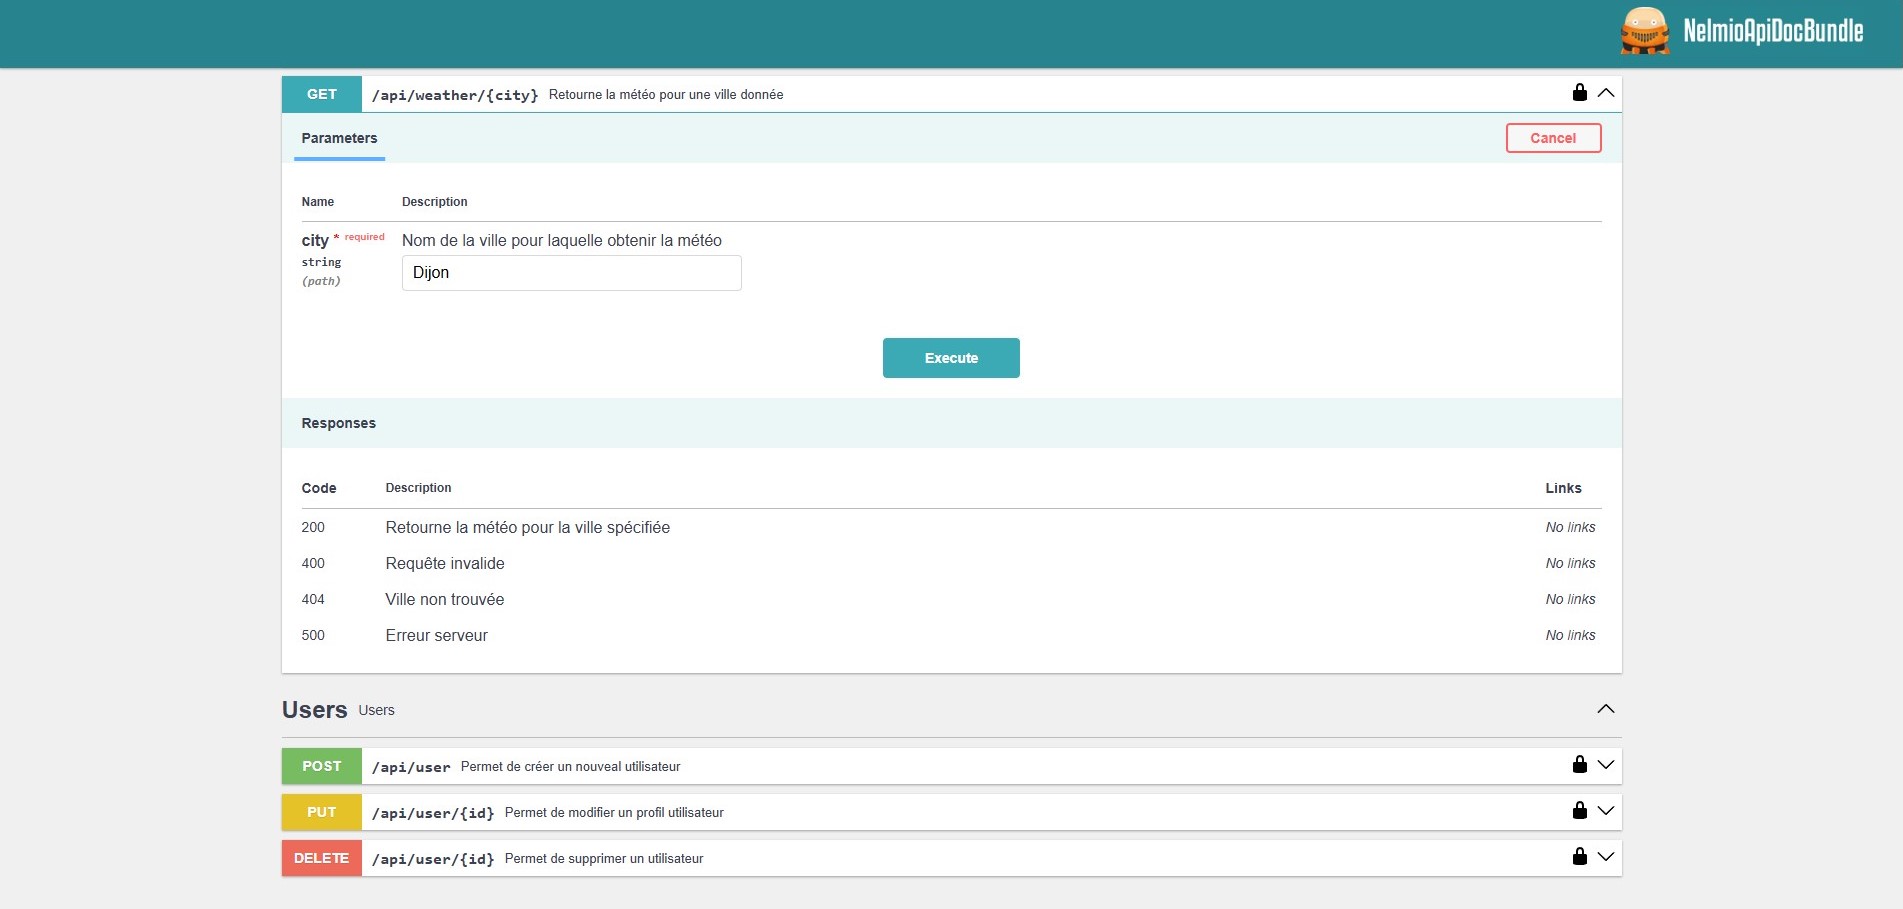 NelmioApiDocBundle
GET /api/weather/{city} Retourne la météo pour une ville donnée
Parameters Cancel
Name Description
city * required Nom de la ville pour laquelle obtenir la météo
string Dijon
(path)
Execute
Responses
Code Description Links
200 Retourne la météo pour la ville spécifiée No links
400 Requête invalide No links
404 Ville non trouvée No links
500 Erreur serveur No links
Users Users
POST /api/user Permet de créer un nouveal utilisateur
PUT /api/user/{id} Permet de modifier un profil utilisateur
DELETE /api/user/{id} Permet de supprimer un utilisateur